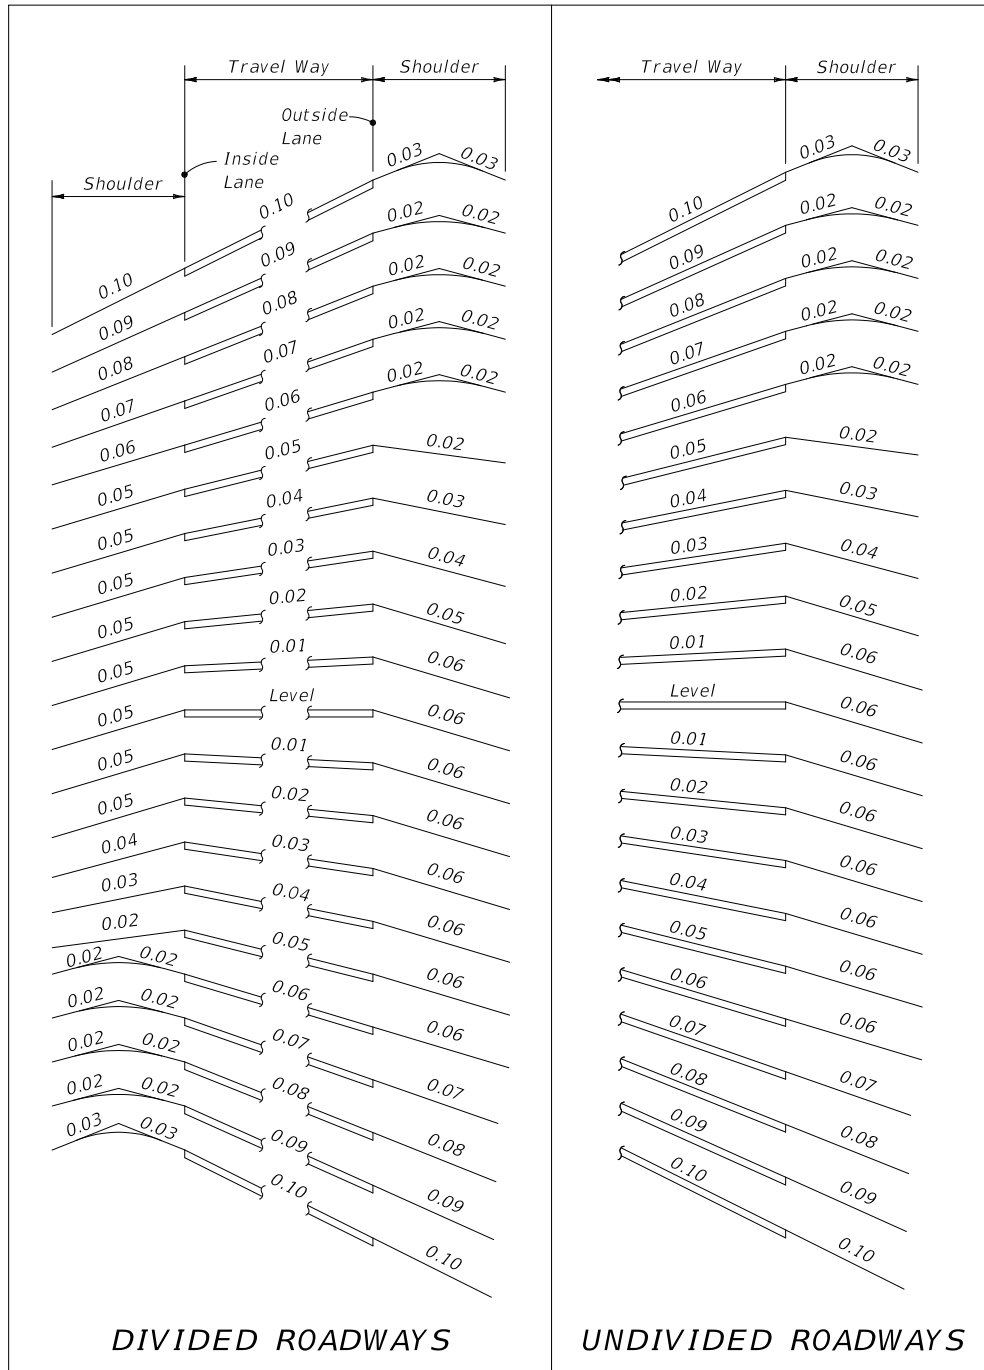 Travel Way
Shoulder
Outside
Lane
Inside
Lane
Shoulder
0.10 0.10 0.03 0.03
0.09 0.09 0.02 0.02
0.08 0.08 0.02 0.02
0.07 0.07 0.02 0.02
0.06 0.06 0.02 0.02
0.05 0.05 0.02
0.05 0.04 0.03
0.05 0.03 0.04
0.05 0.02 0.05
0.05 0.01 0.06
0.05 Level 0.06
0.05 0.01 0.06
0.05 0.02 0.06
0.04 0.03 0.06
0.03 0.04 0.06
0.02 0.05 0.06
0.02 0.02 0.06 0.06
0.02 0.02 0.07 0.07
0.02 0.02 0.08 0.08
0.02 0.02 0.09 0.09
0.03 0.03 0.10 0.10
DIVIDED ROADWAYS
Travel Way
Shoulder
0.10 0.03 0.03
0.09 0.02 0.02
0.08 0.02 0.02
0.07 0.02 0.02
0.06 0.02 0.02
0.05 0.02
0.04 0.03
0.03 0.04
0.02 0.05
0.01 0.06
Level 0.06
0.01 0.06
0.02 0.06
0.03 0.06
0.04 0.06
0.05 0.06
0.06 0.06
0.07 0.07
0.08 0.08
0.09 0.09
0.10 0.10
UNDIVIDED ROADWAYS